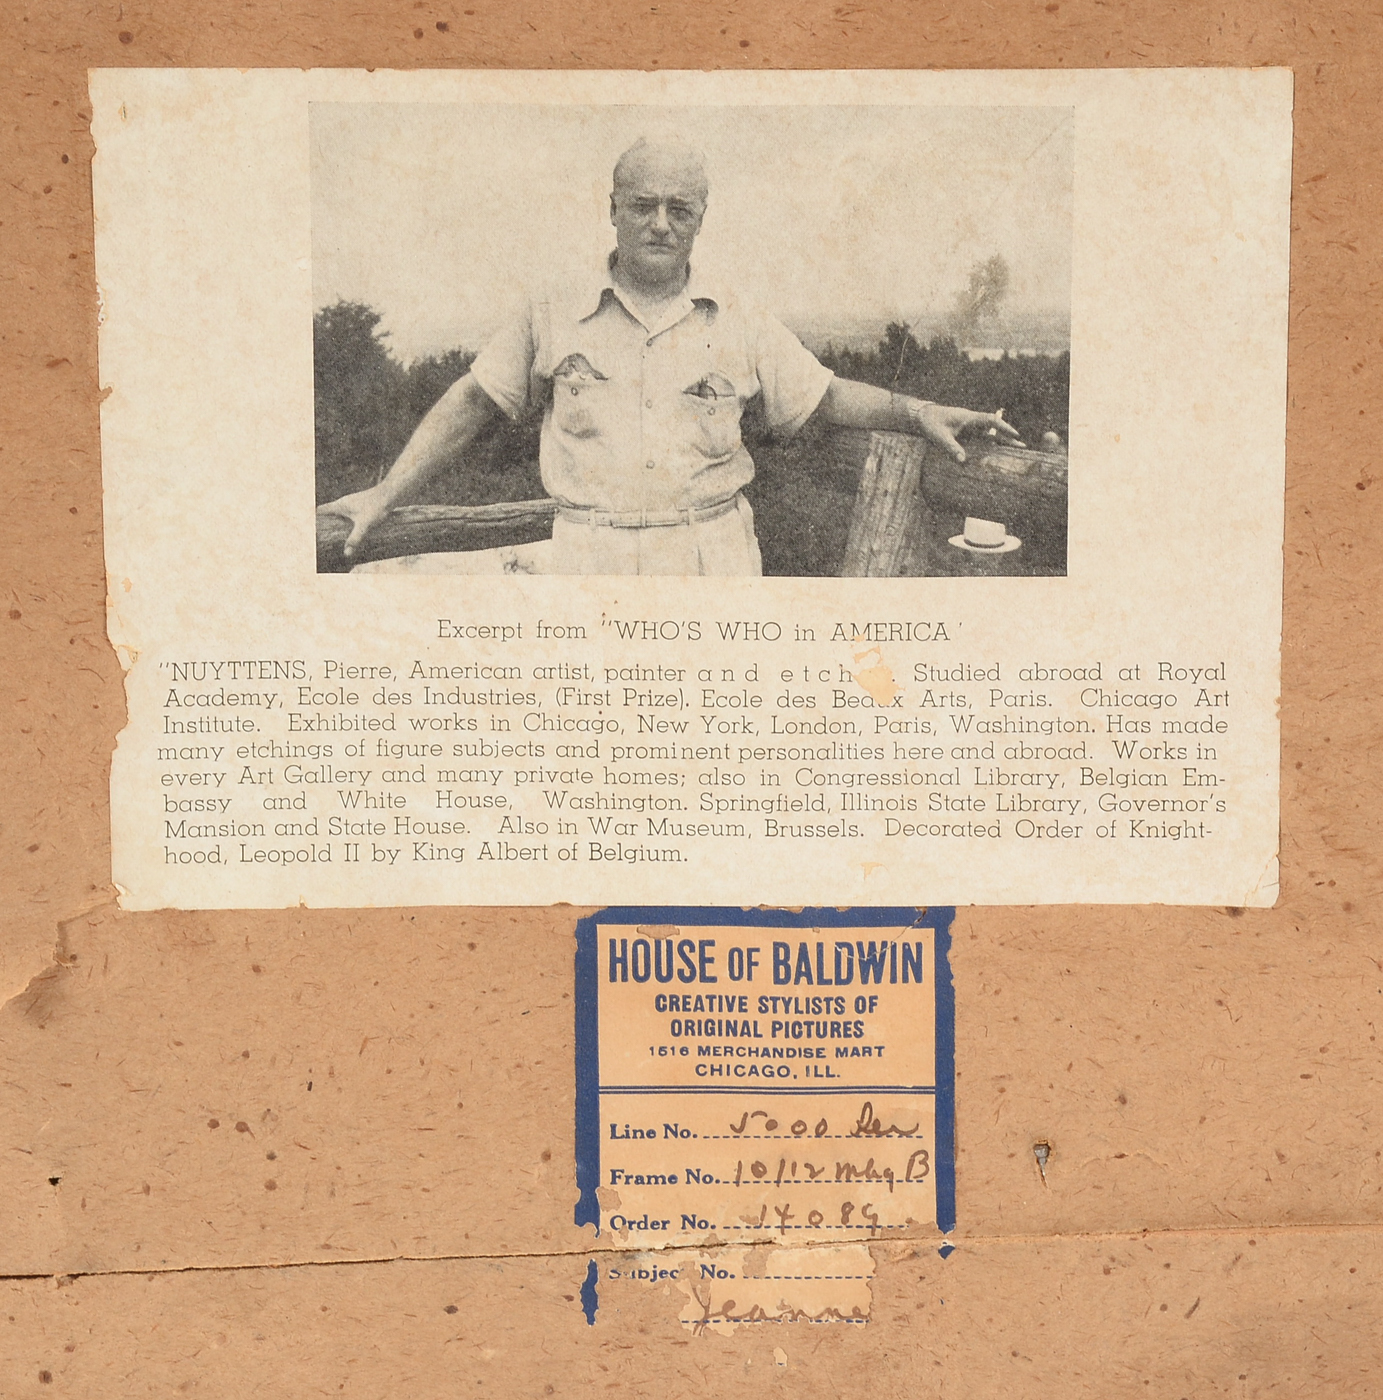 Excerpt from "WHO'S WHO in AMERICA'
"NUYTTENS, Pierre, American artist, painter and etch . Studied abroad at Royal
Academy, Ecole des Industries, (First Prize). Ecole des Beaux Arts, Paris. Chicago Art
Institute. Exhibited works in Chicago, New York, London, Paris, Washington. Has made
many etchings of figure subjects and prominent personalities here and abroad. Works in
every Art Gallery and many private homes; also in Congressional Library, Belgian Em-
bassy and White House, Washington. Springfield, Illinois State Library, Governor's
Mansion and State House. Also in War Museum, Brussels. Decorated Order of Knight-
hood, Leopold II by King Albert of Belgium.
HOUSE OF BALDWIN
CREATIVE STYLISTS OF
ORIGINAL PICTURES
1516 MERCHANDISE MART
CHICAGO, ILL.
Line No. 5000
Frame No. 10/12 Mhg B
Order No. 14089
Subjec No.
Jeanne